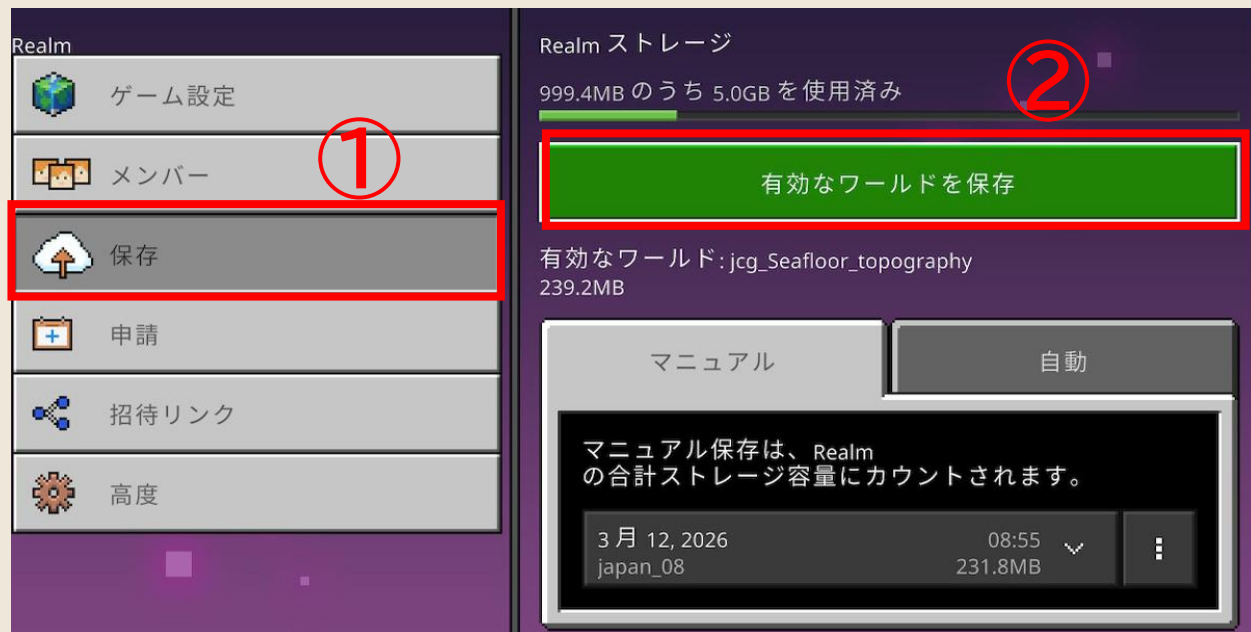 Realm
ゲーム設定
①
メンバー
保存
申請
招待リンク
高度
Realm ストレージ
②
999.4MB のうち 5.0GB を使用済み
有効なワールドを保存
有効なワールド: jcg_Seafloor_topography
239.2MB
マニュアル
自動
マニュアル保存は、Realm
の合計ストレージ容量にカウントされます。
3 月 12, 2026 08:55
japan_08 231.8MB